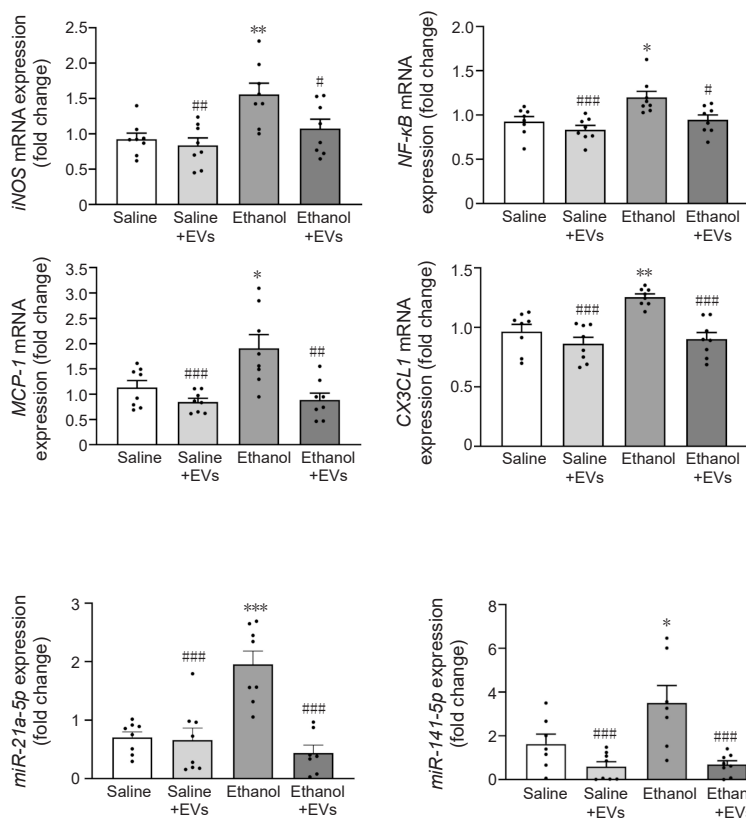 iNOS mRNA expression
(fold change)
2.5
2.0
1.5
1.0
0.5
0
##
**
#
Saline
Saline
+EVs
Ethanol
Ethanol
+EVs
NF-κB mRNA
expression (fold change)
2.0
1.5
1.0
0.5
0
###
*
#
Saline
Saline
+EVs
Ethanol
Ethanol
+EVs
MCP-1 mRNA
expression (fold change)
3.5
3.0
2.5
2.0
1.5
1.0
0.5
0
###
*
##
Saline
Saline
+EVs
Ethanol
Ethanol
+EVs
CX3CL1 mRNA
expression (fold change)
1.5
1.0
0.5
0
###
**
###
Saline
Saline
+EVs
Ethanol
Ethanol
+EVs
miR-21a-5p expression
(fold change)
3
2
1
0
###
***
###
Saline
Saline
+EVs
Ethanol
Ethanol
+EVs
miR-141-5p expression
(fold change)
8
6
4
2
0
###
*
###
Saline
Saline
+EVs
Ethanol
Ethano
+EVs